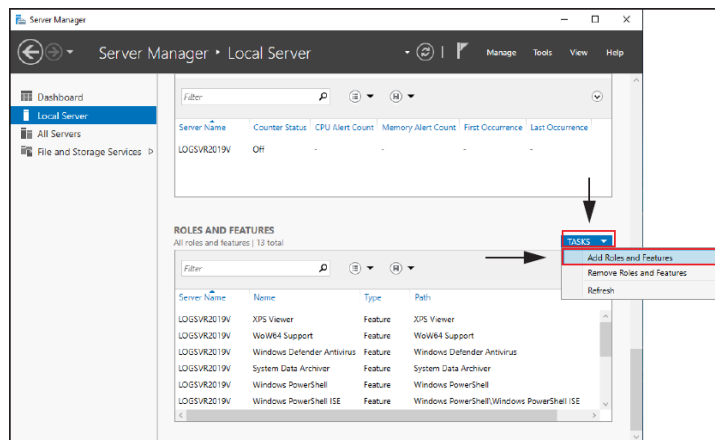 Server Manager
Server Manager • Local Server
Manage Tools View Help
Dashboard
Local Server
All Servers
File and Storage Services
Filter
Server Name Counter Status CPU Alert Count Memory Alert Count First Occurrence Last Occurrence
LOGSVR2019V Off - - - -
ROLES AND FEATURES
All roles and features | 13 total
TASKS
Add Roles and Features
Remove Roles and Features
Refresh
Filter
Server Name Name Type Path
LOGSVR2019V XPS Viewer Feature XPS Viewer
LOGSVR2019V WoW64 Support Feature WoW64 Support
LOGSVR2019V Windows Defender Antivirus Feature Windows Defender Antivirus
LOGSVR2019V System Data Archiver Feature System Data Archiver
LOGSVR2019V Windows PowerShell Feature Windows PowerShell
LOGSVR2019V Windows PowerShell ISE Feature Windows PowerShell\Windows PowerShell ISE